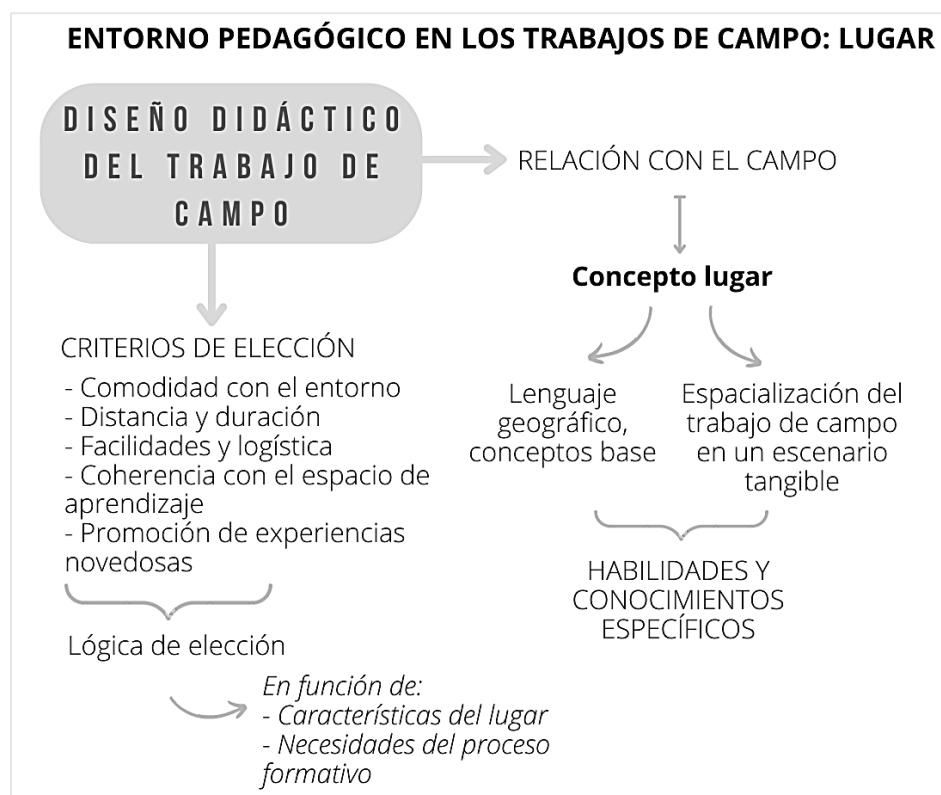 ENTORNO PEDAGÓGICO EN LOS TRABAJOS DE CAMPO: LUGAR
DISEÑO DIDÁCTICO
DEL TRABAJO DE
CAMPO
RELACIÓN CON EL CAMPO
Concepto lugar
CRITERIOS DE ELECCIÓN
- Comodidad con el entorno
- Distancia y duración
- Facilidades y logística
- Coherencia con el espacio de
aprendizaje
- Promoción de experiencias
novedosas
Lógica de elección
En función de:
- Características del lugar
- Necesidades del proceso
formativo
Lenguaje
geográfico,
conceptos base
Espacialización del
trabajo de campo
en un escenario
tangible
HABILIDADES Y
CONOCIMIENTOS
ESPECÍFICOS